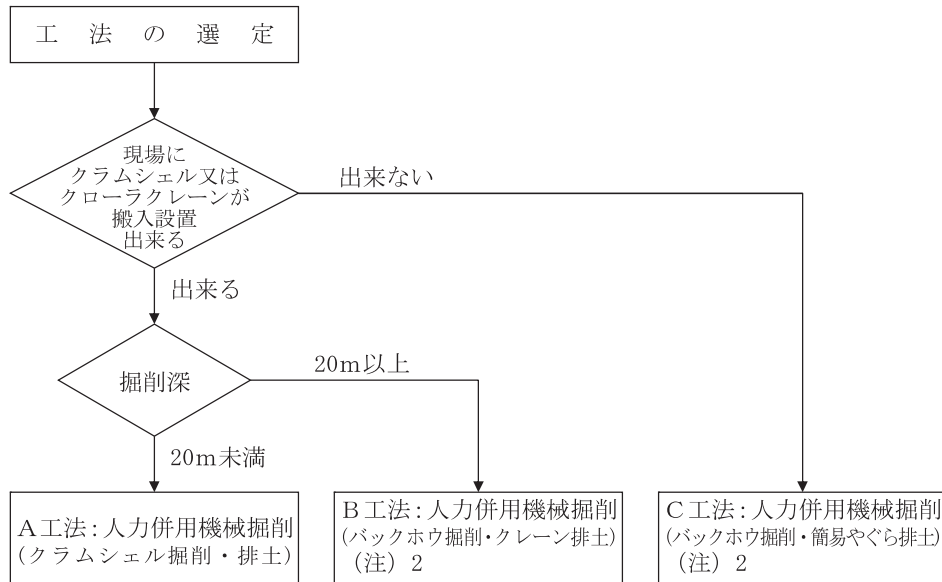 工法の選定
現場に
クラムシェル又は
クローラクレーンが
搬入設置
出来る
出来ない
出来る
掘削深
20m以上
20m未満
A工法:人力併用機械掘削
(クラムシェル掘削・排土)
B工法:人力併用機械掘削
(バックホウ掘削・クレーン排土)
(注)2
C工法:人力併用機械掘削
(バックホウ掘削・簡易やぐら排土)
(注)2